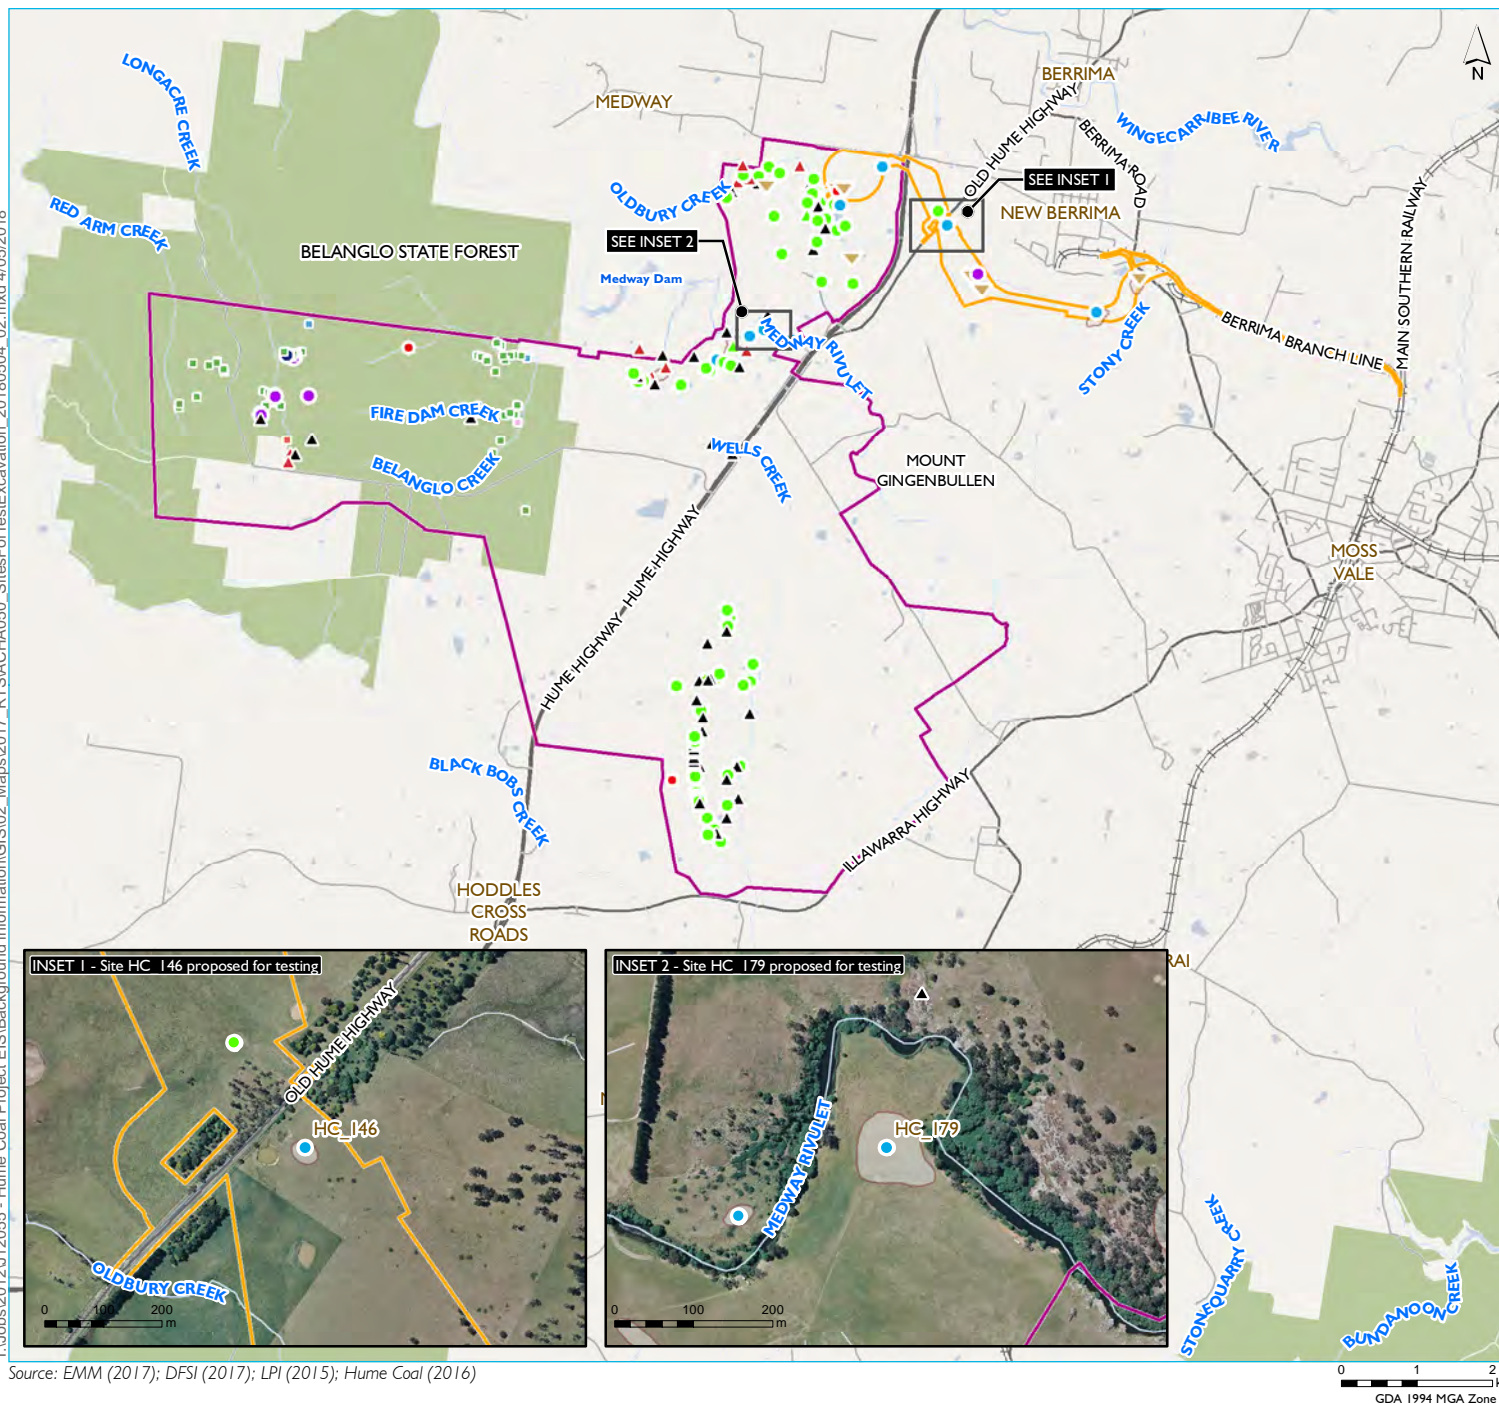 N
LONGACRE CREEK
BERRIMA
MEDWAY
WINGECARRIBEE RIVER
OLD HUME HIGHWAY
BERRIMA ROAD
SEE INSET 1
OLDBURY CREEK
RED ARM CREEK
NEW BERRIMA
SEE INSET 2
BELANGLO STATE FOREST
MAIN SOUTHERN RAILWAY
Medway Dam
MEDWAY RIVULET
STONY CREEK
BERRIMA BRANCH LINE
FIRE DAM CREEK
WELLS CREEK
BELANGLO CREEK
MOUNT
GINGENBULLEN
HUME HIGHWAY
HUME HIGHWAY
MOSS
VALE
BLACK BOBS CREEK
ILLAWARRA HIGHWAY
HODDLES
CROSS
ROADS
RAI
INSET 1 - Site HC_146 proposed for testing
OLD HUME HIGHWAY
HC_146
OLDBURY CREEK
0 100 200
m
INSET 2 - Site HC_179 proposed for testing
HC_179
MEDWAY RIVULET
0 100 200
m
STONEQUARRY CREEK
BUNDANOON CREEK
Source: EMM (2017); DFSI (2017); LPI (2015); Hume Coal (2016)
0 1 2
GDA 1994 MGA Zone